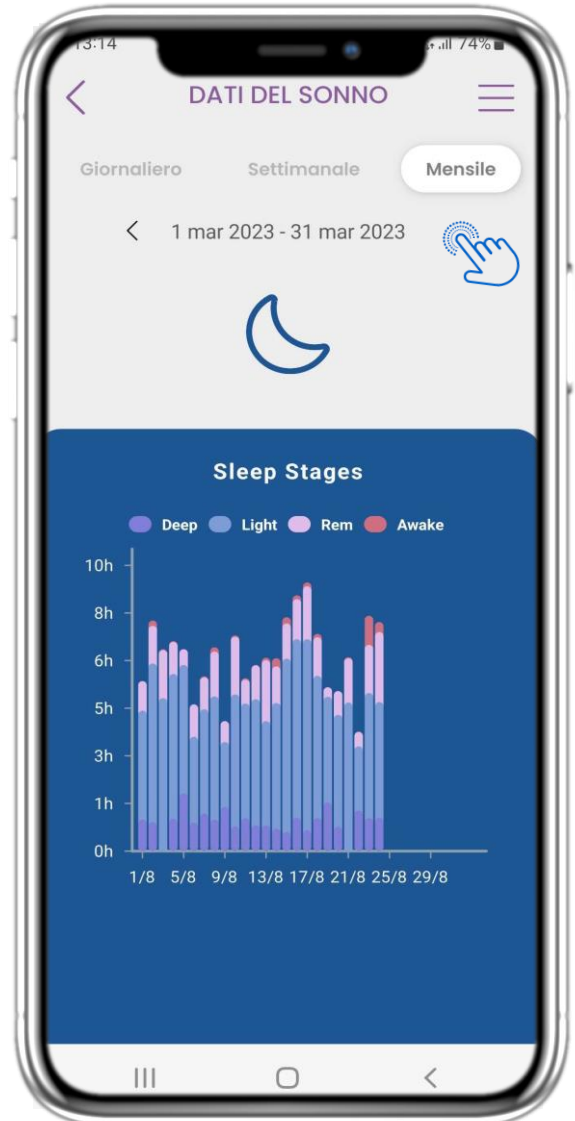 13:14 74%
DATI DEL SONNO
Giornaliero Settimanale Mensile
1 mar 2023 - 31 mar 2023
Sleep Stages
Deep Light Rem Awake
10h
8h
6h
5h
3h
1h
0h
1/8 5/8 9/8 13/8 17/8 21/8 25/8 29/8